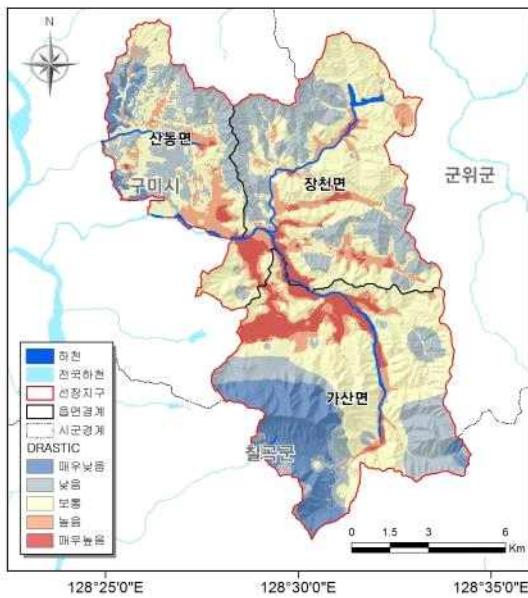 N
산동면
구미시
장천면
군위군
가산면
칠곡군
하천
전국하천
선장지구
읍면경계
시군경계
DRASTIC
매우낮음
낮음
보통
높음
매우높음
0 1.5 3 6
Km
128°25'0"E 128°30'0"E 128°35'0"E